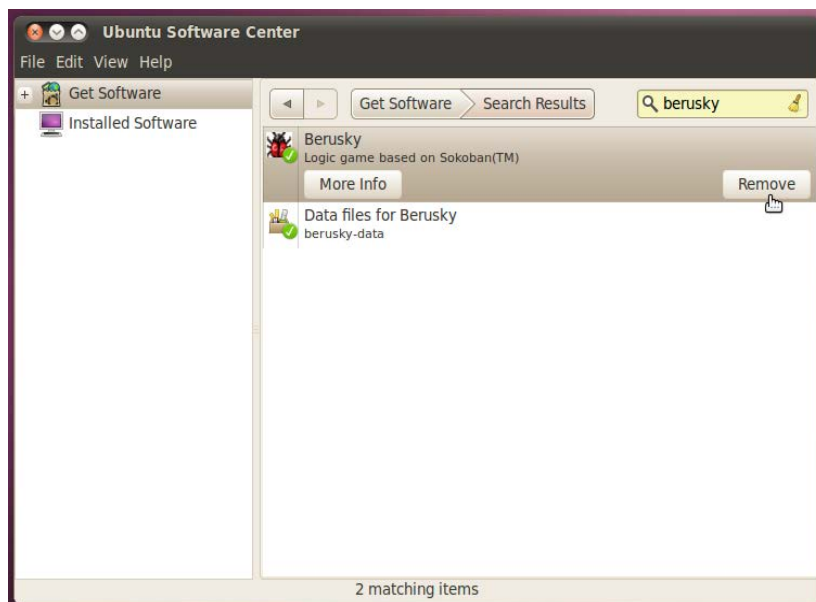 Ubuntu Software Center
File Edit View Help
Get Software
Installed Software
Get Software Search Results berusky
Berusky
Logic game based on Sokoban(TM)
More Info Remove
Data files for Berusky
berusky-data
2 matching items